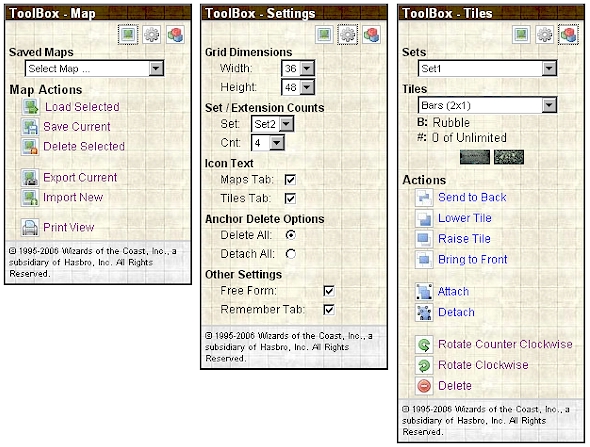 ToolBox - Map
Saved Maps
Select Map ...
Map Actions
Load Selected
Save Current
Delete Selected
Export Current
Import New
Print View
© 1995-2006 Wizards of the Coast, Inc., a
subsidiary of Hasbro, Inc. All Rights
Reserved.
ToolBox - Settings
Grid Dimensions
Width: 36
Height: 48
Set / Extension Counts
Set: Set2
Cnt: 4
Icon Text
Maps Tab:
Tiles Tab:
Anchor Delete Options
Delete All:
Detach All:
Other Settings
Free Form:
Remember Tab:
© 1995-2006 Wizards of the Coast, Inc., a
subsidiary of Hasbro, Inc. All Rights
Reserved.
ToolBox - Tiles
Sets
Set1
Tiles
Bars (2x1)
B: Rubble
#: 0 of Unlimited
Actions
Send to Back
Lower Tile
Raise Tile
Bring to Front
Attach
Detach
Rotate Counter Clockwise
Rotate Clockwise
Delete
© 1995-2006 Wizards of the Coast, Inc., a
subsidiary of Hasbro, Inc. All Rights
Reserved.